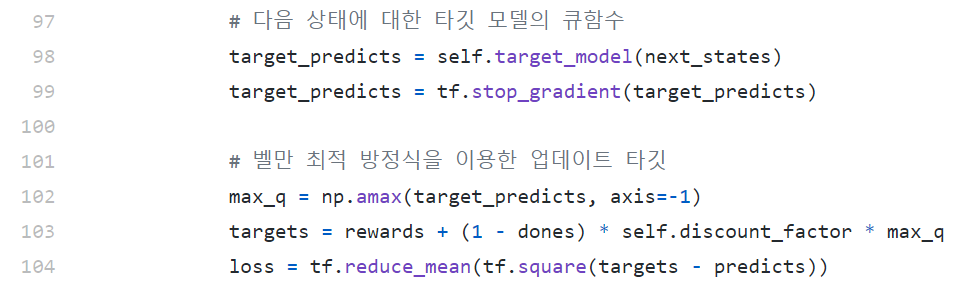 97 # 다음 상태에 대한 타깃 모델의 큐함수
98 target_predicts = self.target_model(next_states)
99 target_predicts = tf.stop_gradient(target_predicts)
100
101 # 벨만 최적 방정식을 이용한 업데이트 타깃
102 max_q = np.amax(target_predicts, axis=-1)
103 targets = rewards + (1 - dones) * self.discount_factor * max_q
104 loss = tf.reduce_mean(tf.square(targets - predicts))